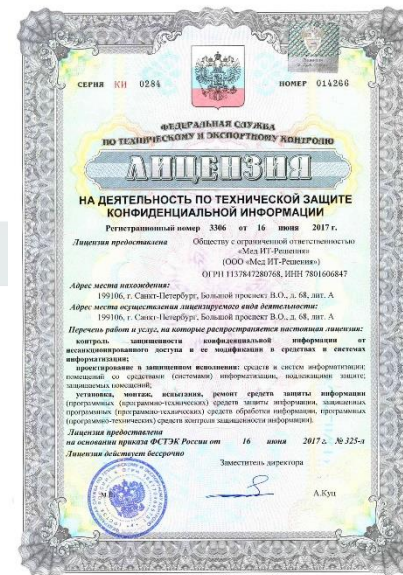 СЕРИЯ КИ 0284 НОМЕР 014266
ФЕДЕРАЛЬНАЯ СЛУЖБА
ПО ТЕХНИЧЕСКОМУ И ЭКСПОРТНОМУ КОНТРОЛЮ
ЛИЦЕНЗИЯ
НА ДЕЯТЕЛЬНОСТЬ ПО ТЕХНИЧЕСКОЙ ЗАЩИТЕ
КОНФИДЕНЦИАЛЬНОЙ ИНФОРМАЦИИ
Регистрационный номер 3306 от 16 июня 2017 г.
Лицензия предоставлена Обществу с ограниченной ответственностью
«Мед ИТ-Решения»
(ООО «Мед ИТ-Решения»)
ОГРН 1137847280768, ИНН 7801606847
Адрес места нахождения:
199106, г. Санкт-Петербург, Большой проспект В.О., д. 68, лит. А
Адрес места осуществления лицензируемого вида деятельности:
199106, г. Санкт-Петербург, Большой проспект В.О., д. 68, лит. А
Перечень работ и услуг, на которые распространяется настоящая лицензия:
контроль защищенности конфиденциальной информации от
несанкционированного доступа и ее модификации в средствах и системах
информатизации;
проектирование в защищенном исполнении: средств и систем информатизации;
помещений со средствами (системами) информатизации, подлежащими защите;
защищаемых помещений;
установка, монтаж, испытания, ремонт средств защиты информации
(программных (программно-технических) средств защиты информации, защищенных
программных (программно-технических) средств обработки информации, программных
(программно-технических) средств контроля защищенности информации).
Лицензия предоставлена
на основании приказа ФСТЭК России от 16 июня 2017 г. № 325-л
Лицензия действует бессрочно
Заместитель директора
М.П.
А.Куц